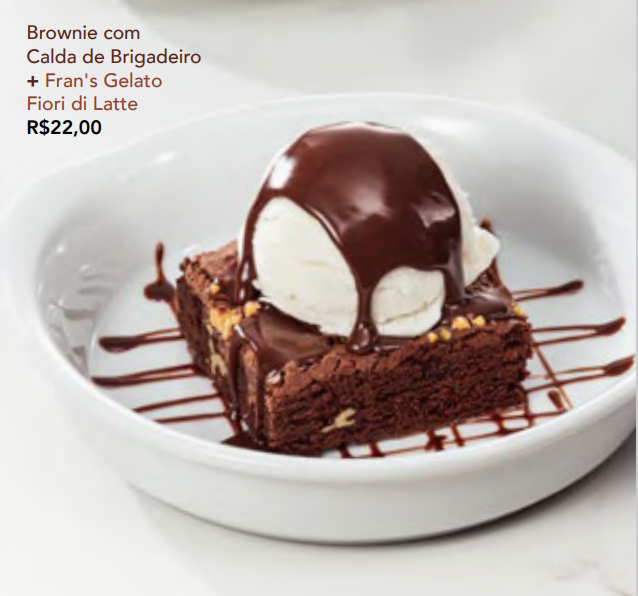 Brownie com
Calda de Brigadeiro
+ Fran's Gelato
Fiori di Latte
R$22,00